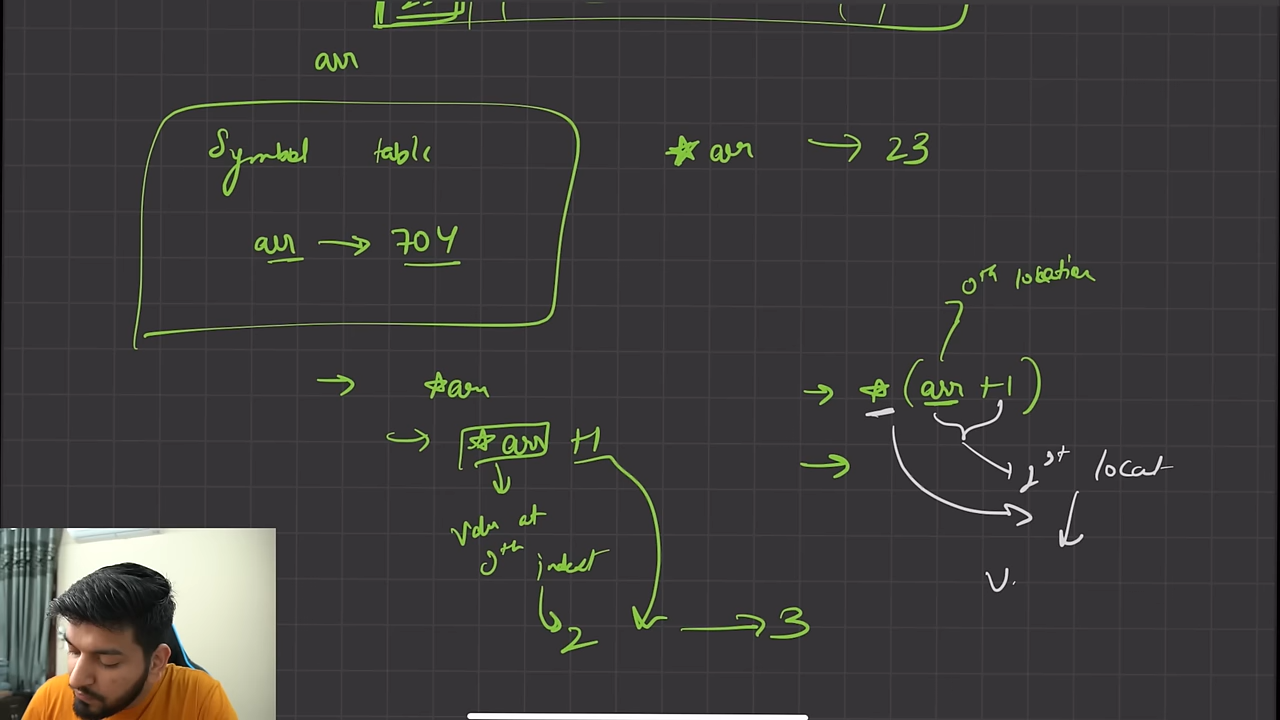 arr
Symbol table
*arr → 23
arr → 704
0th location
→ *arr
→ *(arr +1)
→ *arr +1
→ 1st locat
value at
0th index
V.
2 → 3